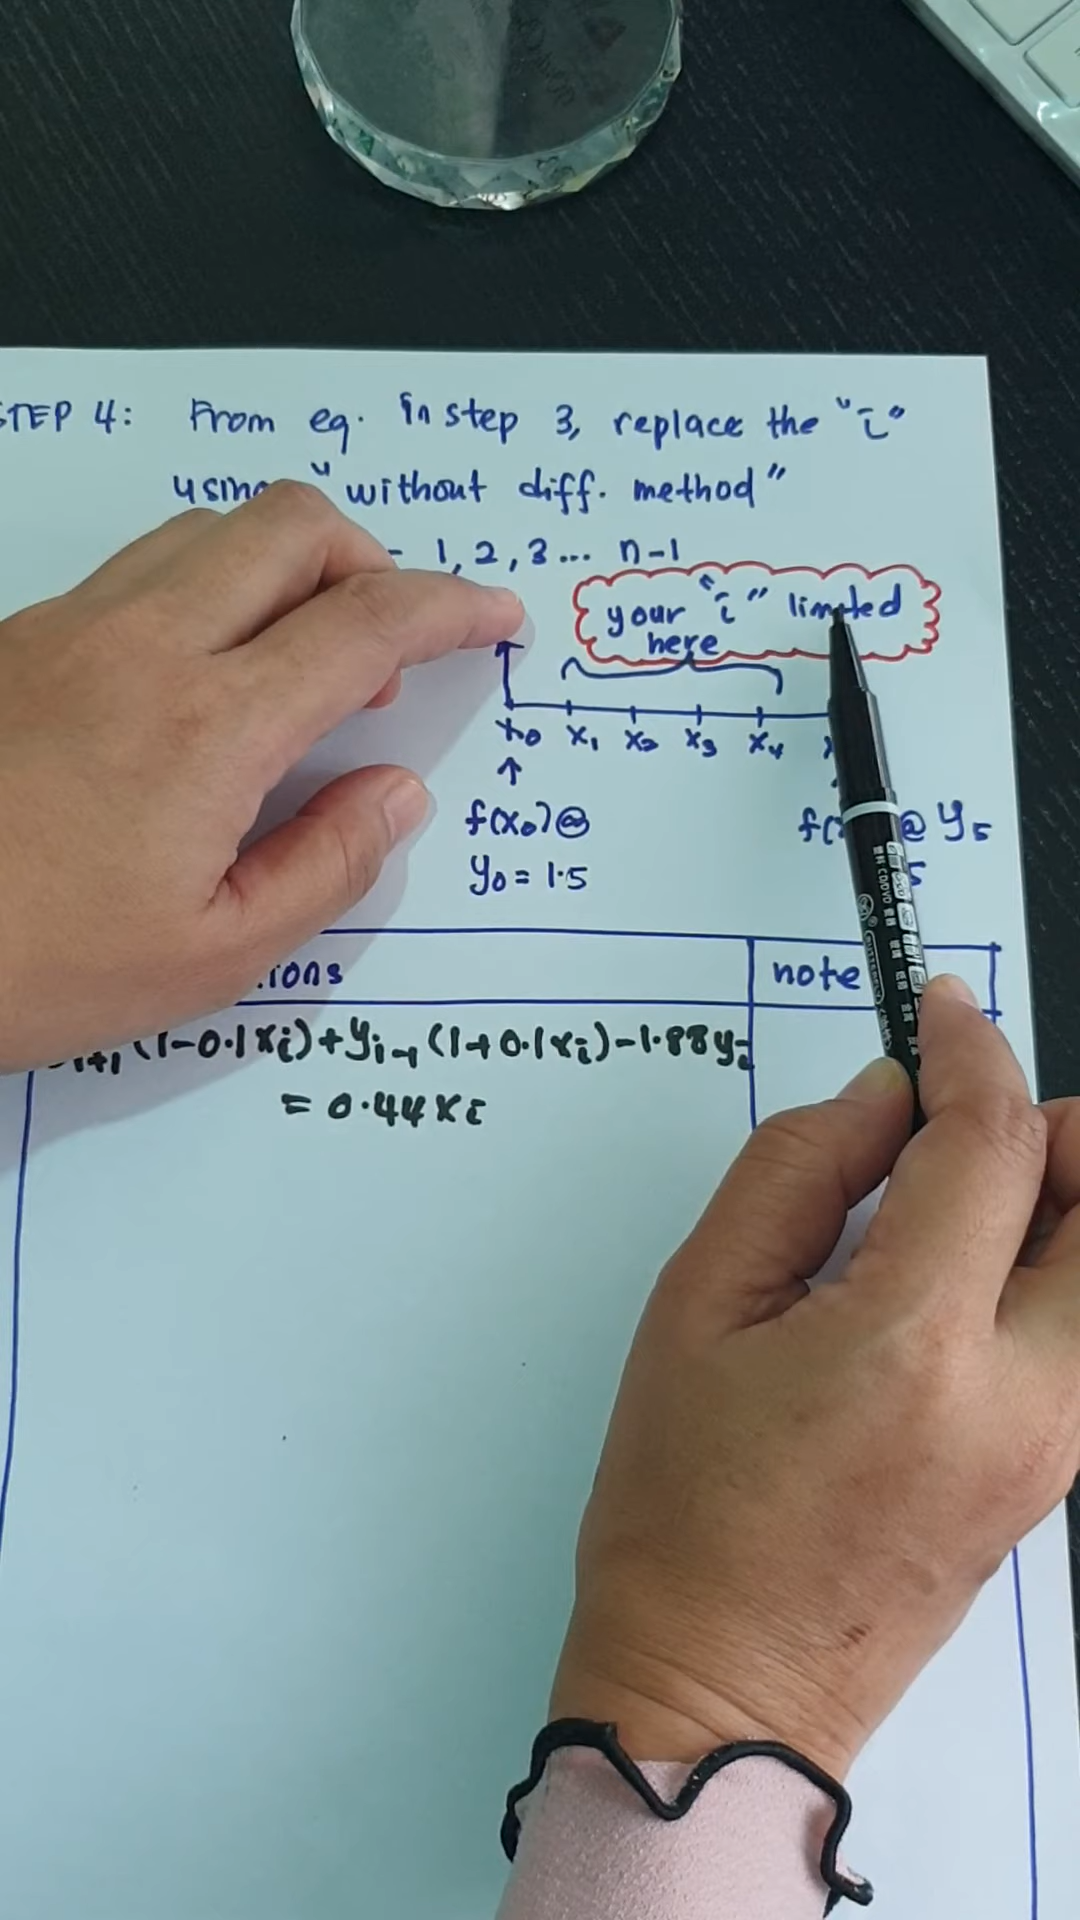 STEP 4: From eq. in step 3, replace the "i"
using "without diff. method"
1, 2, 3 ... n-1
your "i" limited
here
x₀ x₁ x₂ x₃ x₄
f(x₀) @ @ y₅
y₀ = 1.5 5
note
(1-0.1xᵢ) + yᵢ₋₁ (1+0.1xᵢ) - 1.88yᵢ
= 0.44xᵢ